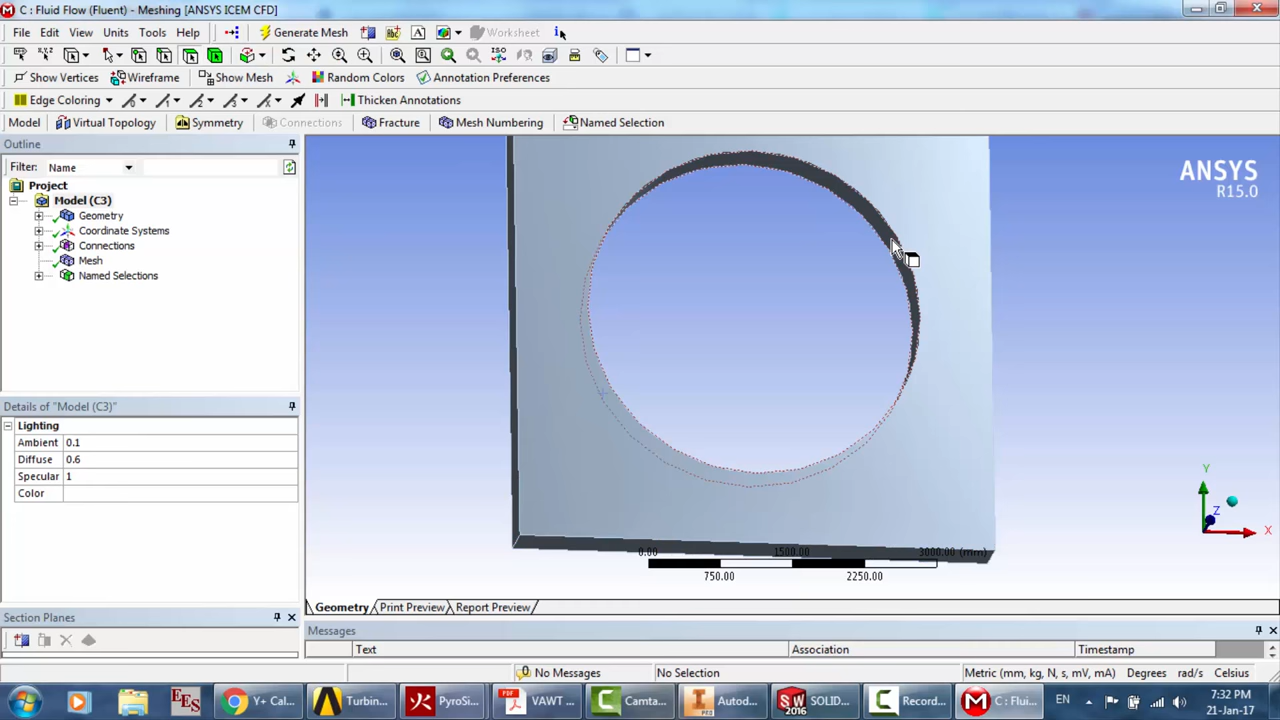 C : Fluid Flow (Fluent) - Meshing [ANSYS ICEM CFD]
File Edit View Units Tools Help Generate Mesh Worksheet
Show Vertices Wireframe Show Mesh Random Colors Annotation Preferences
Edge Coloring Thicken Annotations
Model Virtual Topology Symmetry Connections Fracture Mesh Numbering Named Selection
Outline
Filter: Name
Project
Model (C3)
Geometry
Coordinate Systems
Connections
Mesh
Named Selections
ANSYS
R15.0
Details of "Model (C3)"
Lighting
Ambient 0.1
Diffuse 0.6
Specular 1
Color
Y
Z
X
0.00 1500.00 3000.00 (mm)
750.00 2250.00
Section Planes
Geometry Print Preview Report Preview
Messages
Text Association Timestamp
No Messages No Selection Metric (mm, kg, N, s, mV, mA) Degrees rad/s Celsius
EES Y+ Cal... Turbin... PyroSi... VAWT ... Camta... Autod... SOLID... Record... C : Flui... EN 7:32 PM
21-Jan-17